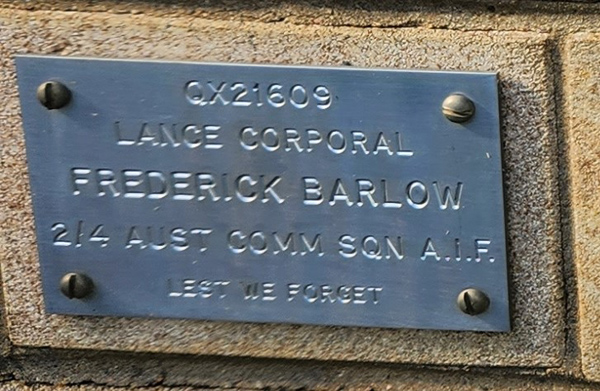 QX21609
LANCE CORPORAL
FREDERICK BARLOW
2/4 AUST COMM SQN A.I.F.
LEST WE FORGET